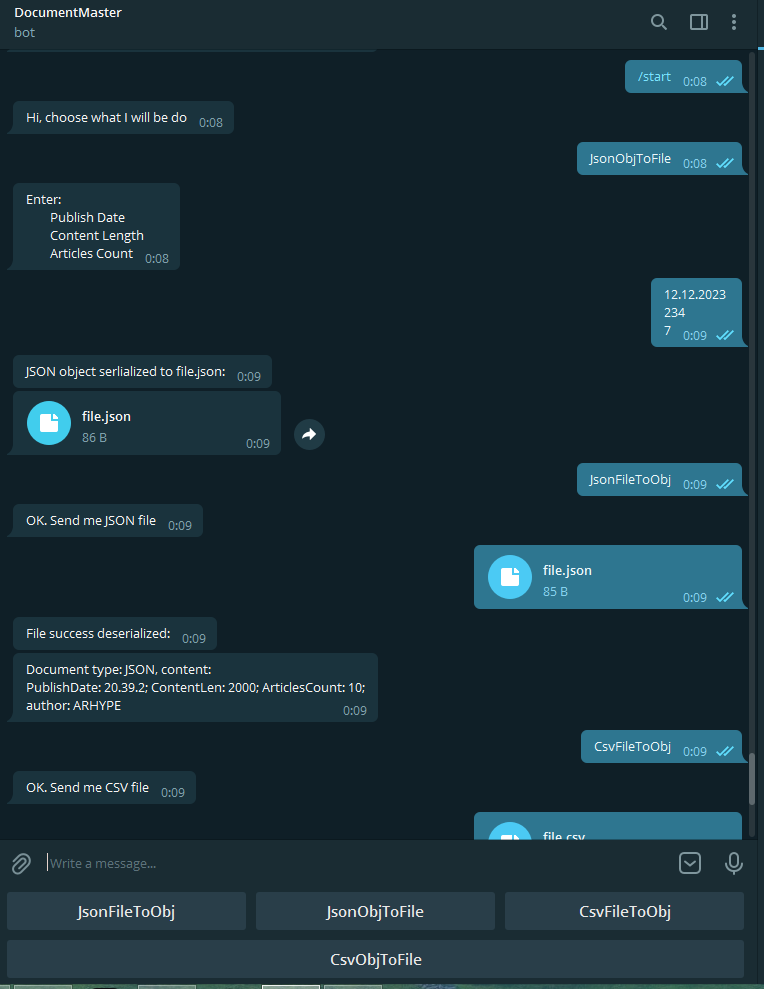 DocumentMaster
bot
/start 0:08
Hi, choose what I will be do 0:08
JsonObjToFile 0:08
Enter:
Publish Date
Content Length
Articles Count 0:08
12.12.2023
234
7 0:09
JSON object serlialized to file.json: 0:09
file.json
86 B 0:09
JsonFileToObj 0:09
OK. Send me JSON file 0:09
file.json
85 B 0:09
File success deserialized: 0:09
Document type: JSON, content:
PublishDate: 20.39.2; ContentLen: 2000; ArticlesCount: 10;
author: ARHYPE 0:09
CsvFileToObj 0:09
OK. Send me CSV file 0:09
file.csv
Write a message...
JsonFileToObj JsonObjToFile CsvFileToObj
CsvObjToFile